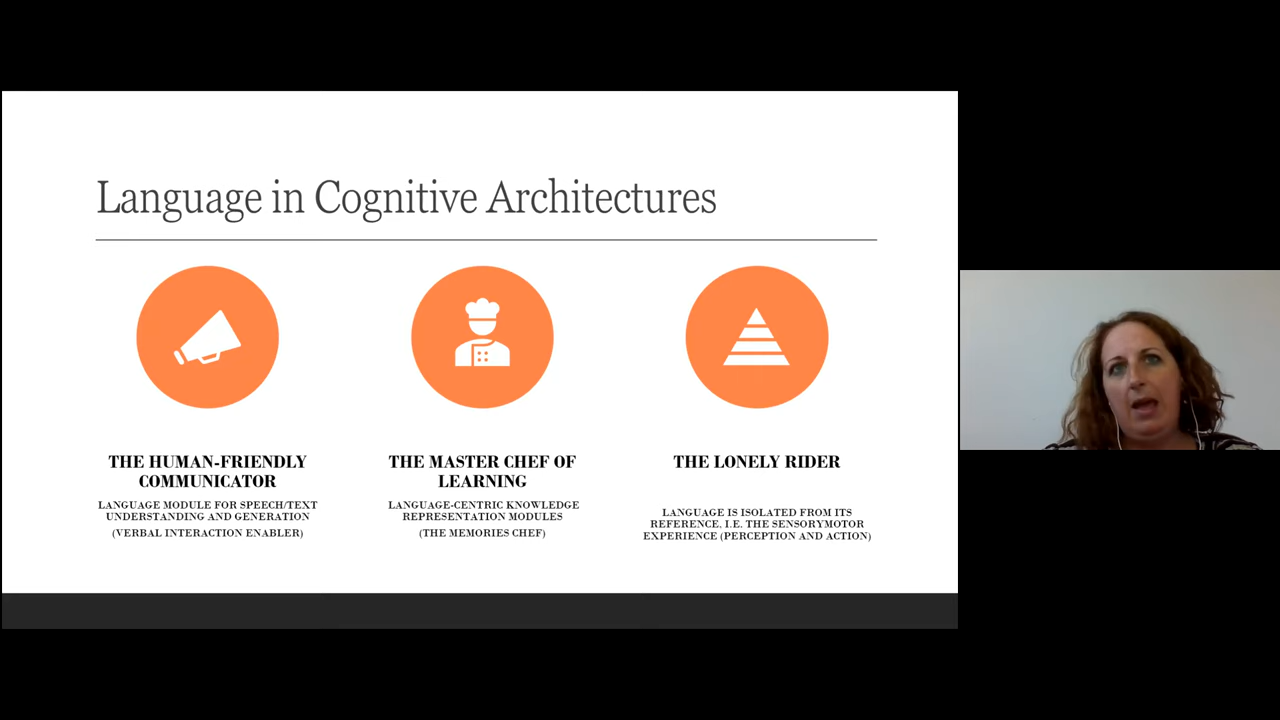 Language in Cognitive Architectures
THE HUMAN-FRIENDLY
COMMUNICATOR
LANGUAGE MODULE FOR SPEECH/TEXT
UNDERSTANDING AND GENERATION
(VERBAL INTERACTION ENABLER)
THE MASTER CHEF OF
LEARNING
LANGUAGE-CENTRIC KNOWLEDGE
REPRESENTATION MODULES
(THE MEMORIES CHEF)
THE LONELY RIDER
LANGUAGE IS ISOLATED FROM ITS
REFERENCE, I.E. THE SENSORYMOTOR
EXPERIENCE (PERCEPTION AND ACTION)